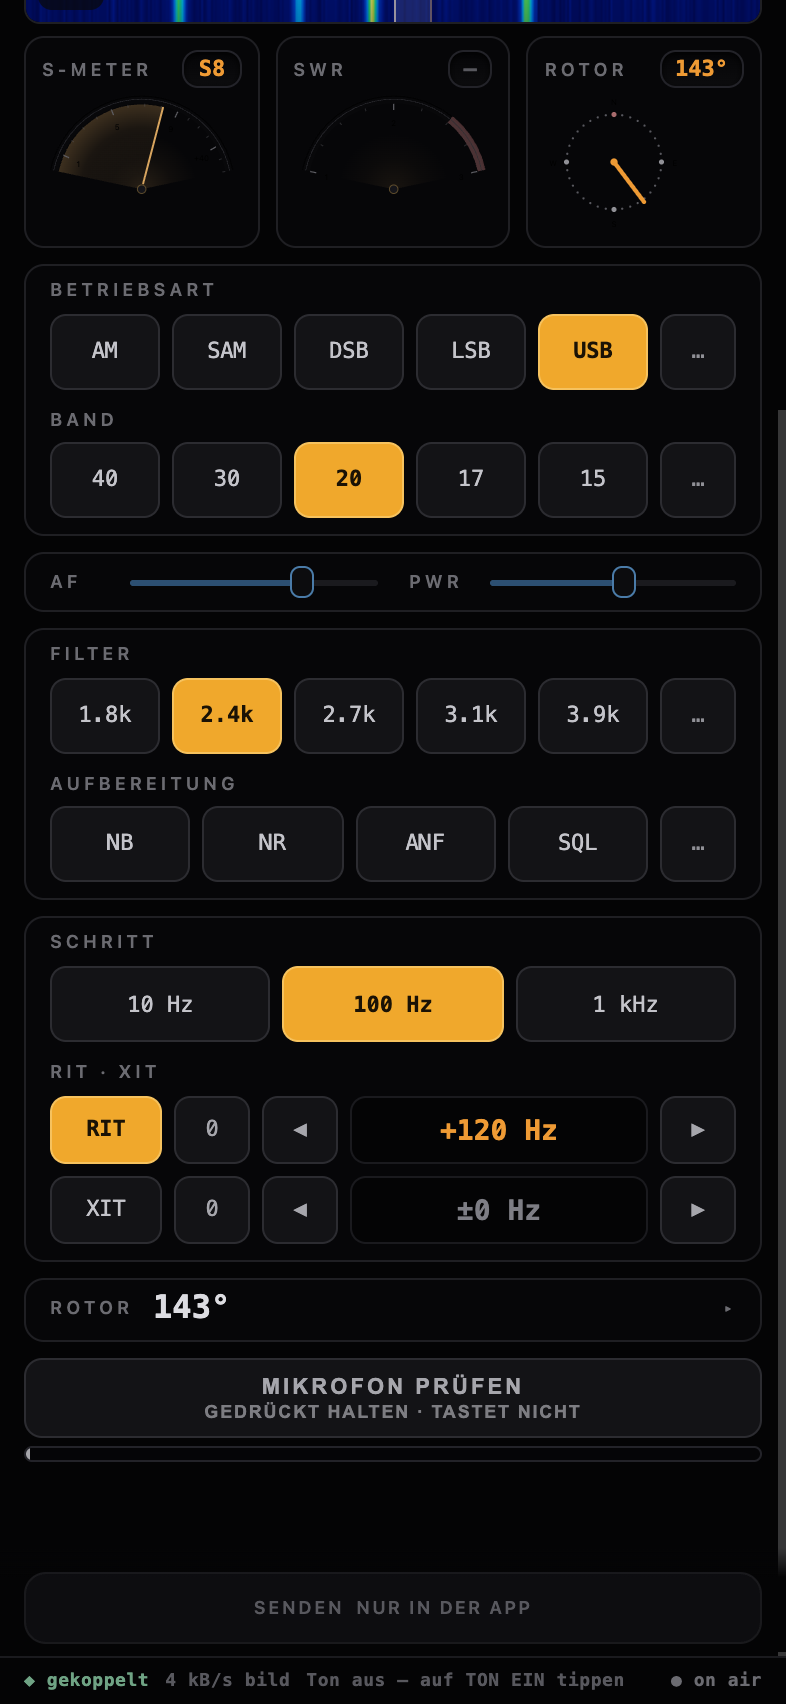 S-METER S8 SWR — ROTOR 143°
BETRIEBSART
AM SAM DSB LSB USB …
BAND
40 30 20 17 15 …
AF PWR
FILTER
1.8k 2.4k 2.7k 3.1k 3.9k …
AUFBEREITUNG
NB NR ANF SQL …
SCHRITT
10 Hz 100 Hz 1 kHz
RIT · XIT
RIT 0 ◀ +120 Hz ▶
XIT 0 ◀ ±0 Hz ▶
ROTOR 143° ▸
MIKROFON PRÜFEN
GEDRÜCKT HALTEN · TASTET NICHT
SENDEN NUR IN DER APP
◆ gekoppelt 4 kB/s bild Ton aus — auf TON EIN tippen ● on air